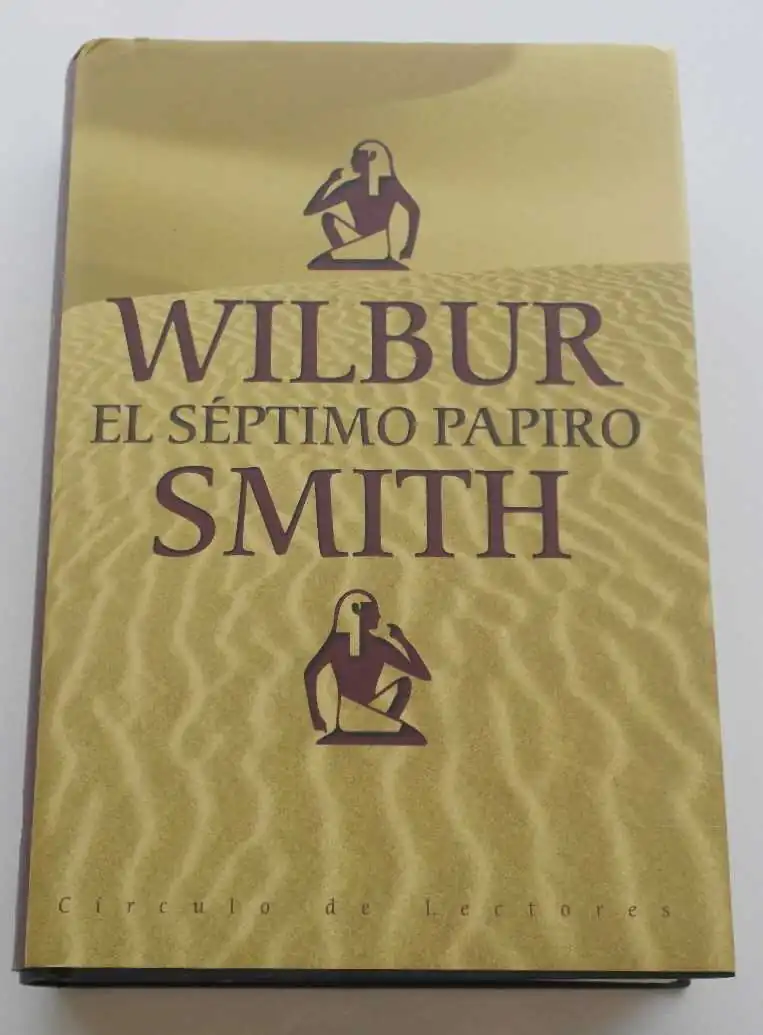 WILBUR
EL SÉPTIMO PAPIRO
SMITH
Círculo de Lectores